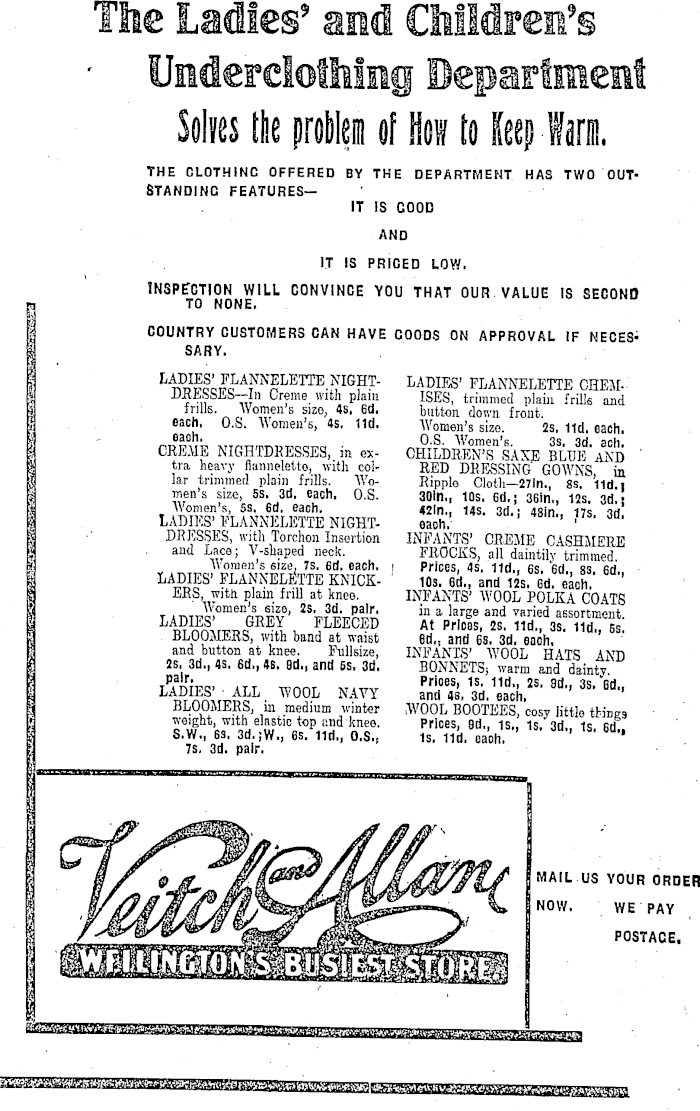 The Ladies' and Children's
Underclothing Department
Solves the problem of How to Keep Warm.
THE CLOTHING OFFERED BY THE DEPARTMENT HAS TWO OUT-
STANDING FEATURES—
IT IS GOOD
AND
IT IS PRICED LOW.
INSPECTION WILL CONVINCE YOU THAT OUR VALUE IS SECOND
TO NONE.
COUNTRY CUSTOMERS CAN HAVE GOODS ON APPROVAL IF NECES-
SARY.
LADIES' FLANNELETTE NIGHT-
DRESSES—In Creme with plain
frills. Women's size, 4s, 6d.
each. O.S. Women's, 4s. 11d.
each.
CREME NIGHTDRESSES, in ex-
tra heavy flannelette, with col-
lar trimmed plain frills. Wo-
men's size, 5s. 3d. each. O.S.
Women's, 5s. 6d. each.
LADIES' FLANNELETTE NIGHT-
DRESSES, with Torchon Insertion
and Lace; V-shaped neck.
Women's size, 7s. 6d. each.
LADIES' FLANNELETTE KNICK-
ERS, with plain frill at knee.
Women's size, 2s. 3d. pair.
LADIES' GREY FLEECED
BLOOMERS, with band at waist
and button at knee. Fullsize,
2s. 3d., 4s. 6d., 4s. 9d., and 5s. 3d.
pair.
LADIES' ALL WOOL NAVY
BLOOMERS, in medium winter
weight, with elastic top and knee.
S.W., 6s. 3d.; W., 6s. 11d., O.S.,
7s. 3d. pair.
LADIES' FLANNELETTE CHEM-
ISES, trimmed plain frills and
button down front.
Women's size. 2s. 11d. each.
O.S. Women's. 3s. 3d. ach.
CHILDREN'S SAXE BLUE AND
RED DRESSING GOWNS, in
Ripple Cloth—27in., 8s. 11d.;
30in., 10s. 6d.; 36in., 12s. 3d.;
42in., 14s. 3d.; 48in., 17s. 3d.
each.
INFANTS' CREME CASHMERE
FROCKS, all daintily trimmed.
Prices, 4s. 11d., 6s. 6d., 8s. 6d.,
10s. 6d., and 12s. 6d. each.
INFANTS' WOOL POLKA COATS
in a large and varied assortment.
At Prices, 2s. 11d., 3s. 11d., 5s.
6d., and 6s. 3d. each.
INFANTS' WOOL HATS AND
BONNETS; warm and dainty.
Prices, 1s. 11d., 2s. 9d., 3s. 6d.,
and 4s. 3d. each.
WOOL BOOTEES, cosy little things
Prices, 9d., 1s., 1s. 3d., 1s. 6d.,
1s. 11d. each.
Veitch and Allan
WELLINGTON'S BUSIEST STORE.
MAIL US YOUR ORDER
NOW. WE PAY
POSTAGE.